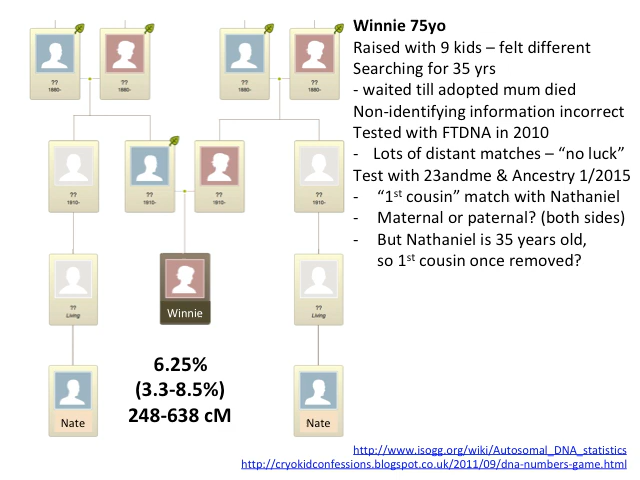 Winnie 75yo
Raised with 9 kids – felt different
Searching for 35 yrs
- waited till adopted mum died
Non-identifying information incorrect
Tested with FTDNA in 2010
- Lots of distant matches – “no luck”
Test with 23andme & Ancestry 1/2015
- “1st cousin” match with Nathaniel
- Maternal or paternal? (both sides)
- But Nathaniel is 35 years old,
so 1st cousin once removed?
??
1880-
??
1880-
??
1880-
??
1880-
??
1910-
??
1910-
??
1910-
??
1910-
??
Living
Winnie
??
Living
Nate
6.25%
(3.3-8.5%)
248-638 cM
Nate
http://www.isogg.org/wiki/Autosomal_DNA_statistics
http://cryokidconfessions.blogspot.co.uk/2011/09/dna-numbers-game.html